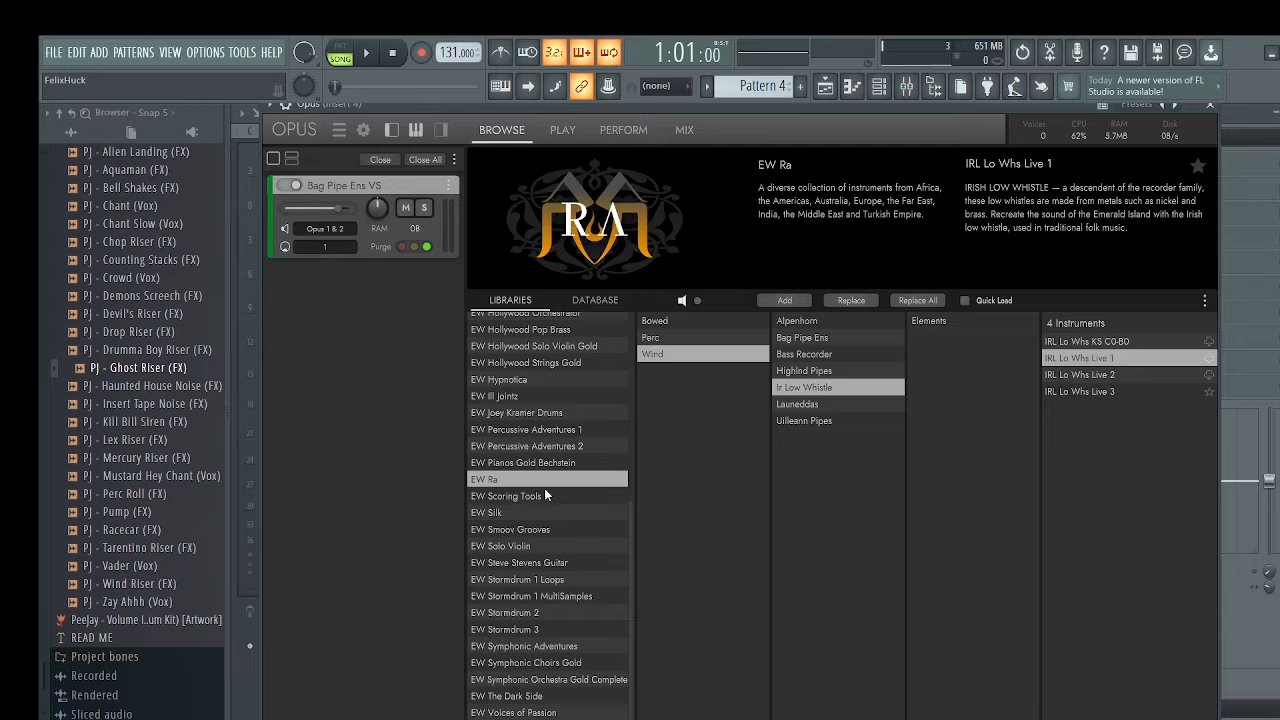 FILE EDIT ADD PATTERNS VIEW OPTIONS TOOLS HELP
PAT
SONG
131.000
3.2
1:01:00
B:S:T
3
651 MB
0
FelixHuck
(none)
Pattern 4
Today A newer version of FL
Studio is available!
Browser - Snap 5
PJ - Alien Landing (FX)
PJ - Aquaman (FX)
PJ - Bell Shakes (FX)
PJ - Chant (Vox)
PJ - Chant Slow (Vox)
PJ - Chop Riser (FX)
PJ - Counting Stacks (FX)
PJ - Crowd (Vox)
PJ - Demons Screech (FX)
PJ - Devil's Riser (FX)
PJ - Drop Riser (FX)
PJ - Drumma Boy Riser (FX)
PJ - Ghost Riser (FX)
PJ - Haunted House Noise (FX)
PJ - Insert Tape Noise (FX)
PJ - Kill Bill Siren (FX)
PJ - Lex Riser (FX)
PJ - Mercury Riser (FX)
PJ - Mustard Hey Chant (Vox)
PJ - Perc Roll (FX)
PJ - Pump (FX)
PJ - Racecar (FX)
PJ - Tarentino Riser (FX)
PJ - Vader (Vox)
PJ - Wind Riser (FX)
PJ - Zay Ahhh (Vox)
PeeJay - Volume I...um Kit) [Artwork]
READ ME
Project bones
Recorded
Rendered
Sliced audio
Opus (Insert 4)
Presets
OPUS
BROWSE
PLAY
PERFORM
MIX
Voices
0
CPU
62%
RAM
5.7MB
Disk
0B/s
Close
Close All
Bag Pipe Ens VS
M
S
Opus 1 & 2
RAM
0B
1
Purge
RA
EW Ra
A diverse collection of instruments from Africa,
the Americas, Australia, Europe, the Far East,
India, the Middle East and Turkish Empire.
IRL Lo Whs Live 1
IRISH LOW WHISTLE — a descendent of the recorder family,
these low whistles are made from metals such as nickel and
brass. Recreate the sound of the Emerald Island with the Irish
low whistle, used in traditional folk music.
LIBRARIES
DATABASE
Add
Replace
Replace All
Quick Load
EW Hollywood Orchestrator
EW Hollywood Pop Brass
EW Hollywood Solo Violin Gold
EW Hollywood Strings Gold
EW Hypnotica
EW Ill Jointz
EW Joey Kramer Drums
EW Percussive Adventures 1
EW Percussive Adventures 2
EW Pianos Gold Bechstein
EW Ra
EW Scoring Tools
EW Silk
EW Smoov Grooves
EW Solo Violin
EW Steve Stevens Guitar
EW Stormdrum 1 Loops
EW Stormdrum 1 MultiSamples
EW Stormdrum 2
EW Stormdrum 3
EW Symphonic Adventures
EW Symphonic Choirs Gold
EW Symphonic Orchestra Gold Complete
EW The Dark Side
EW Voices of Passion
Bowed
Perc
Wind
Alpenhorn
Bag Pipe Ens
Bass Recorder
Highlnd Pipes
Ir Low Whistle
Launeddas
Uilleann Pipes
Elements
4 Instruments
IRL Lo Whs KS C0-B0
IRL Lo Whs Live 1
IRL Lo Whs Live 2
IRL Lo Whs Live 3